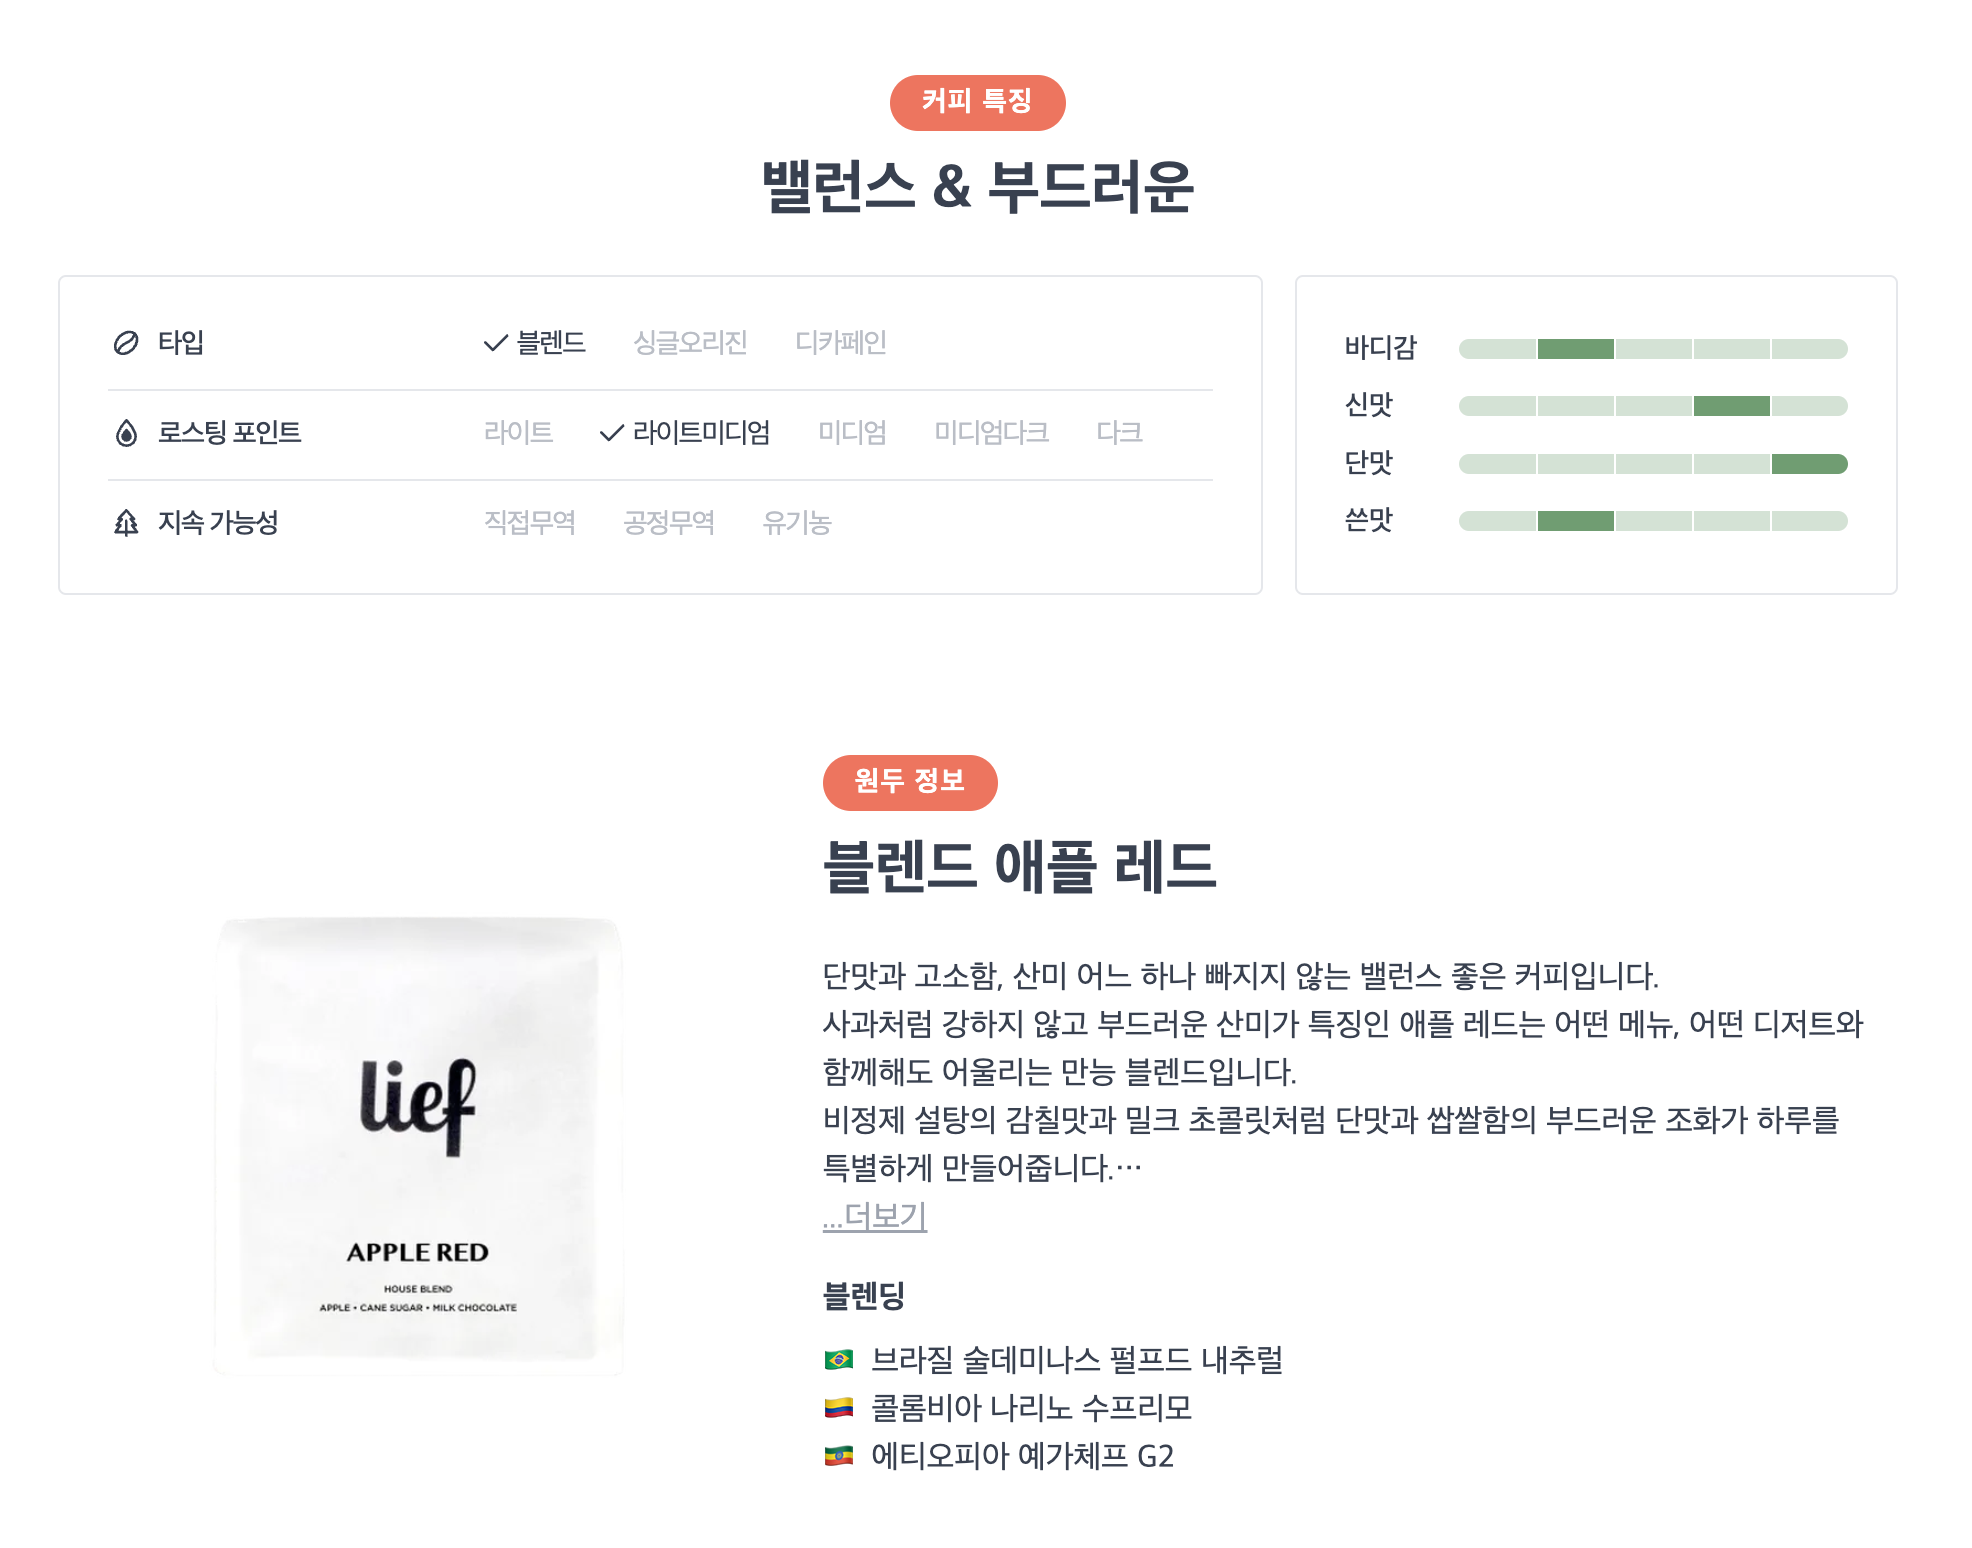 커피 특징
밸런스 & 부드러운
타입 블렌드 싱글오리진 디카페인
로스팅 포인트 라이트 라이트미디엄 미디엄 미디엄다크 다크
지속 가능성 직접무역 공정무역 유기농
바디감
신맛
단맛
쓴맛
원두 정보
블렌드 애플 레드
단맛과 고소함, 산미 어느 하나 빠지지 않는 밸런스 좋은 커피입니다.
사과처럼 강하지 않고 부드러운 산미가 특징인 애플 레드는 어떤 메뉴, 어떤 디저트와
함께해도 어울리는 만능 블렌드입니다.
비정제 설탕의 감칠맛과 밀크 초콜릿처럼 단맛과 쌉쌀함의 부드러운 조화가 하루를
특별하게 만들어줍니다.…
...더보기
블렌딩
브라질 술데미나스 펄프드 내추럴
콜롬비아 나리노 수프리모
에티오피아 예가체프 G2
lief
APPLE RED
HOUSE BLEND
APPLE • CANE SUGAR • MILK CHOCOLATE